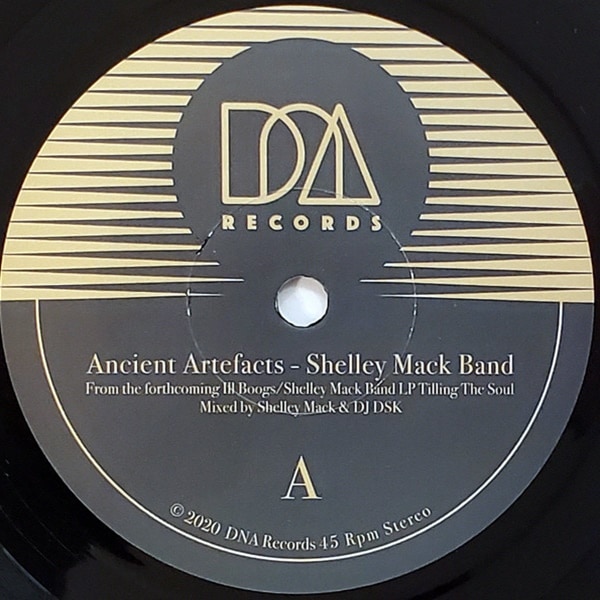 DNA
RECORDS
Ancient Artefacts - Shelley Mack Band
From the forthcoming Ill Boogs/Shelley Mack Band LP Tilling The Soul
Mixed by Shelley Mack & DJ DSK
A
© 2020 DNA Records 45 Rpm Stereo